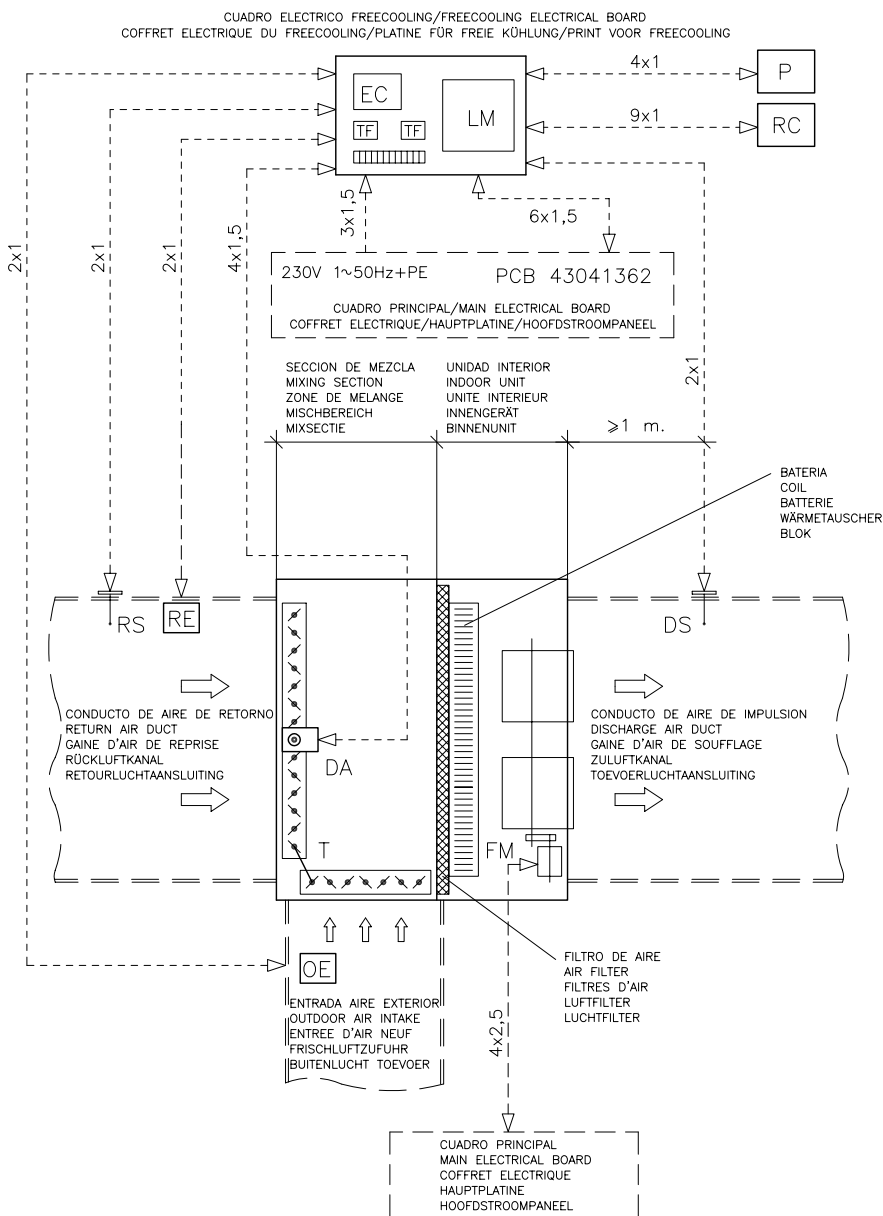 CUADRO ELECTRICO FREECOOLING/FREECOOLING ELECTRICAL BOARD
COFFRET ELECTRIQUE DU FREECOOLING/PLATINE FÜR FREIE KÜHLUNG/PRINT VOOR FREECOOLING
4x1
P
EC
LM
TF
TF
9x1
RC
2x1
2x1
2x1
4x1,5
3x1,5
6x1,5
2x1
230V 1~50Hz+PE
PCB 43041362
CUADRO PRINCIPAL/MAIN ELECTRICAL BOARD
COFFRET ELECTRIQUE/HAUPTPLATINE/HOOFDSTROOMPANEEL
SECCION DE MEZCLA
MIXING SECTION
ZONE DE MELANGE
MISCHBEREICH
MIXSECTIE
UNIDAD INTERIOR
INDOOR UNIT
UNITE INTERIEUR
INNENGERÄT
BINNENUNIT
⩾1 m.
BATERIA
COIL
BATTERIE
WÄRMETAUSCHER
BLOK
RS
RE
DS
CONDUCTO DE AIRE DE RETORNO
RETURN AIR DUCT
GAINE D'AIR DE REPRISE
RÜCKLUFTKANAL
RETOURLUCHTAANSLUITING
DA
CONDUCTO DE AIRE DE IMPULSION
DISCHARGE AIR DUCT
GAINE D'AIR DE SOUFFLAGE
ZULUFTKANAL
TOEVOERLUCHTAANSLUITING
T
FM
OE
ENTRADA AIRE EXTERIOR
OUTDOOR AIR INTAKE
ENTREE D'AIR NEUF
FRISCHLUFTZUFUHR
BUITENLUCHT TOEVOER
4x2,5
FILTRO DE AIRE
AIR FILTER
FILTRES D'AIR
LUFTFILTER
LUCHTFILTER
CUADRO PRINCIPAL
MAIN ELECTRICAL BOARD
COFFRET ELECTRIQUE
HAUPTPLATINE
HOOFDSTROOMPANEEL